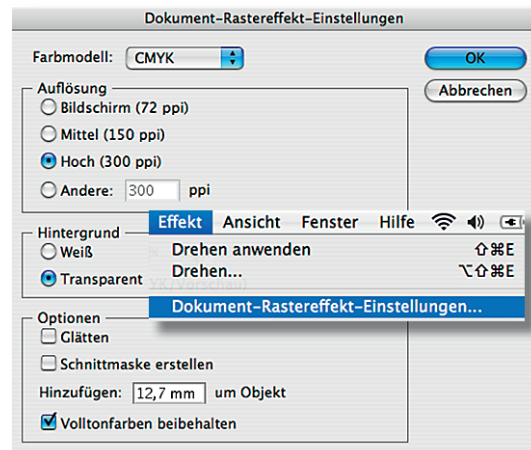 Dokument-Rastereffekt-Einstellungen
Farbmodell: CMYK
OK
Abbrechen
Auflösung
Bildschirm (72 ppi)
Mittel (150 ppi)
Hoch (300 ppi)
Andere: 300 ppi
Effekt Ansicht Fenster Hilfe
Drehen anwenden ⇧⌘E
Drehen... ⌥⇧⌘E
Dokument-Rastereffekt-Einstellungen...
Hintergrund
Weiß
Transparent
YK/Vorschau)
Optionen
Glätten
Schnittmaske erstellen
Hinzufügen: 12,7 mm um Objekt
Volltonfarben beibehalten